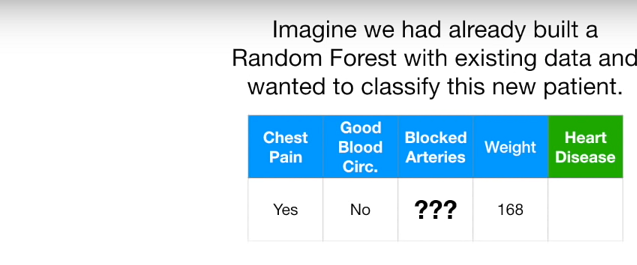 Imagine we had already built a
Random Forest with existing data and
wanted to classify this new patient.
Chest Pain
Good Blood Circ.
Blocked Arteries
Weight
Heart Disease
Yes
No
???
168